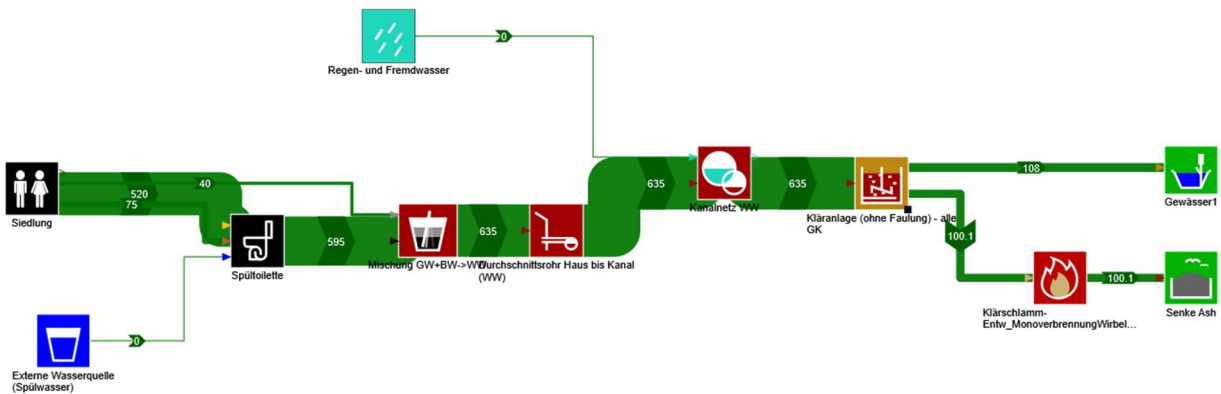 0
Regen- und Fremdwasser
520
40
75
Siedlung
595
Spültoilette
0
Externe Wasserquelle
(Spülwasser)
635
Mischung GW+BW->WW
Durchschnittsrohr Haus bis Kanal
(WW)
635
635
Kanalnetz WW
Kläranlage (ohne Faulung) - alle
GK
108
Gewässer1
100.1
100.1
Klärschlamm-
Entw_MonoverbrennungWirbel...
Senke Ash